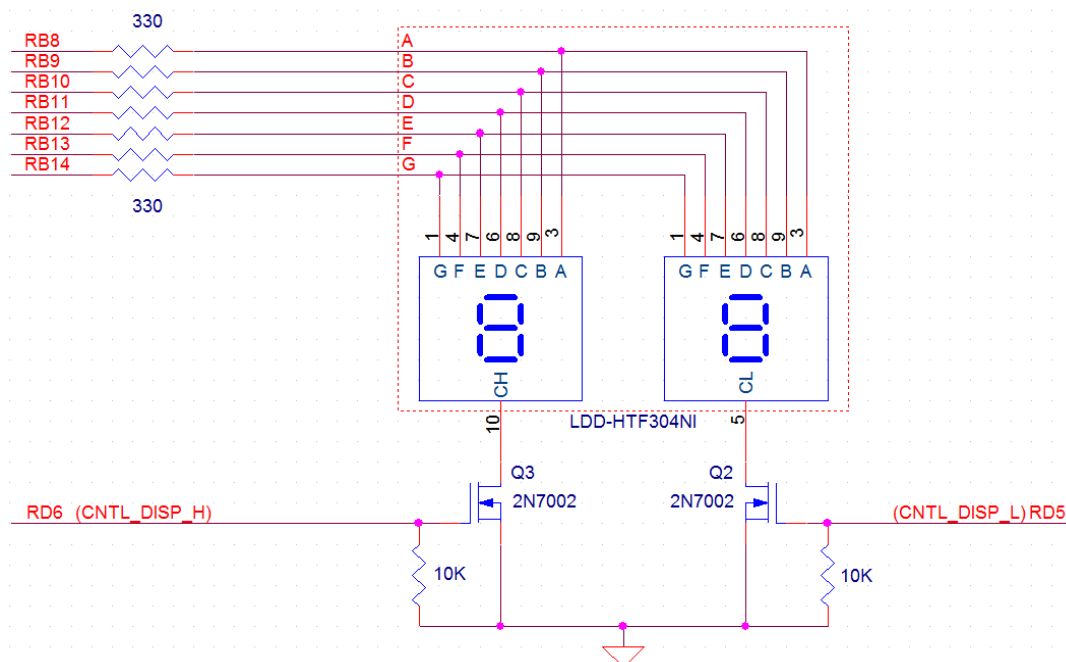 330
RB8 A
RB9 B
RB10 C
RB11 D
RB12 E
RB13 F
RB14 G
330
1 4 7 6 8 9 3 1 4 7 6 8 9 3
G F E D C B A G F E D C B A
CH CL
10 LDD-HTF304NI 5
Q3 Q2
2N7002 2N7002
RD6 (CNTL_DISP_H) (CNTL_DISP_L) RD5
10K 10K